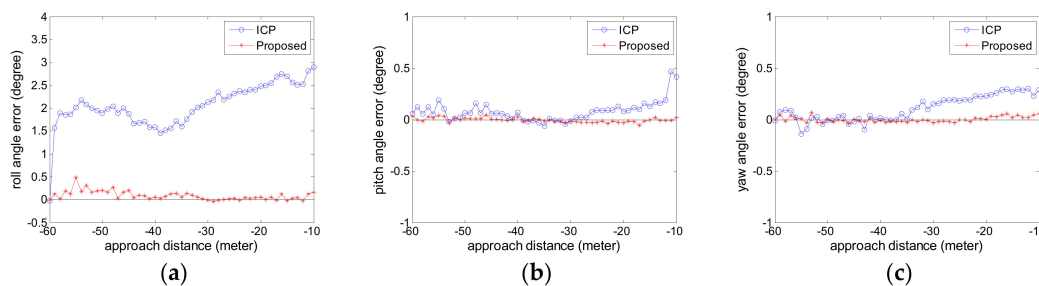 4
3.5
3
2.5
2
1.5
1
0.5
0
-0.5
roll angle error (degree)
-60 -50 -40 -30 -20 -10
approach distance (meter)
ICP
Proposed
(a)
1
0.5
0
-0.5
-1
pitch angle error (degree)
-60 -50 -40 -30 -20 -10
approach distance (meter)
ICP
Proposed
(b)
1
0.5
0
-0.5
-1
yaw angle error (degree)
-60 -50 -40 -30 -20 -10
approach distance (meter)
ICP
Proposed
(c)